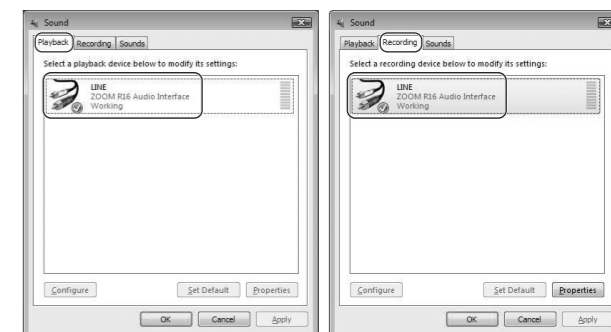 Sound
Playback Recording Sounds
Select a playback device below to modify its settings:
LINE
ZOOM R16 Audio Interface
Working
Configure Set Default Properties
OK Cancel Apply
Sound
Playback Recording Sounds
Select a recording device below to modify its settings:
LINE
ZOOM R16 Audio Interface
Working
Configure Set Default Properties
OK Cancel Apply